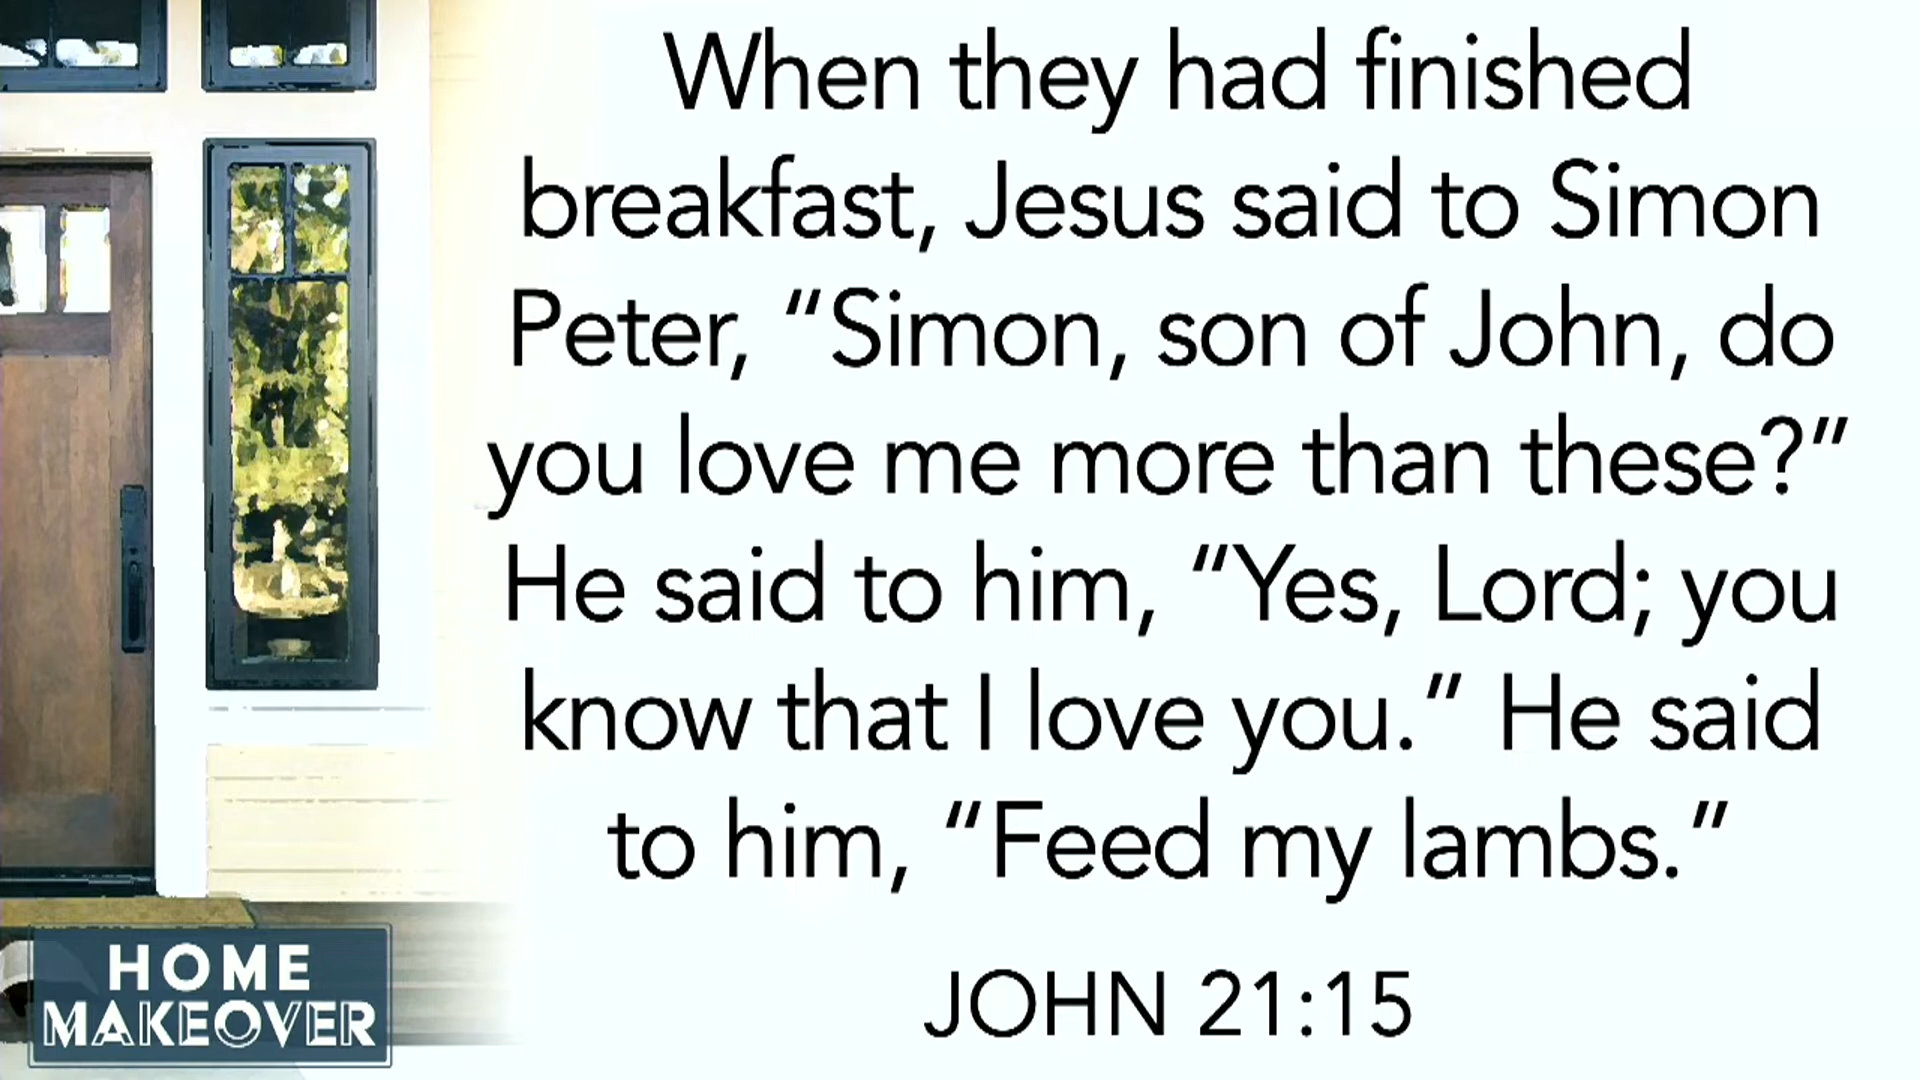 When they had finished
breakfast, Jesus said to Simon
Peter, “Simon, son of John, do
you love me more than these?”
He said to him, “Yes, Lord; you
know that I love you.” He said
to him, “Feed my lambs.”
JOHN 21:15
HOME
MAKEOVER